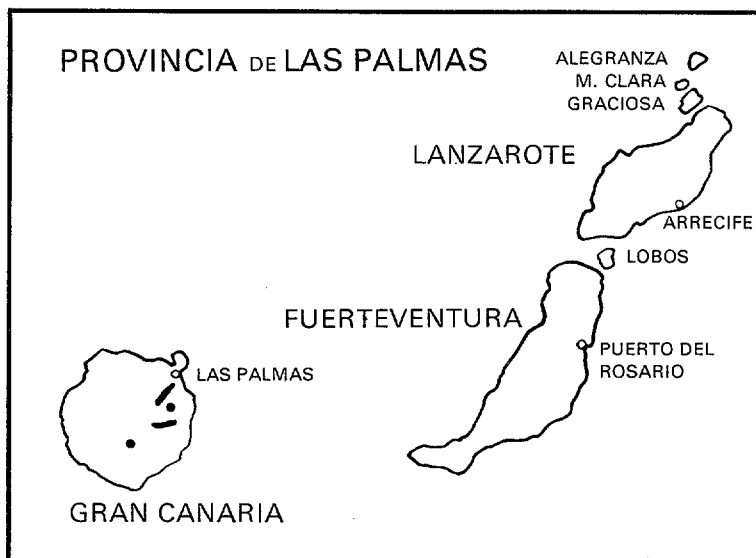 PROVINCIA DE LAS PALMAS
ALEGRANZA
M. CLARA
GRACIOSA
LANZAROTE
ARRECIFE
LOBOS
FUERTEVENTURA
PUERTO DEL
ROSARIO
LAS PALMAS
GRAN CANARIA